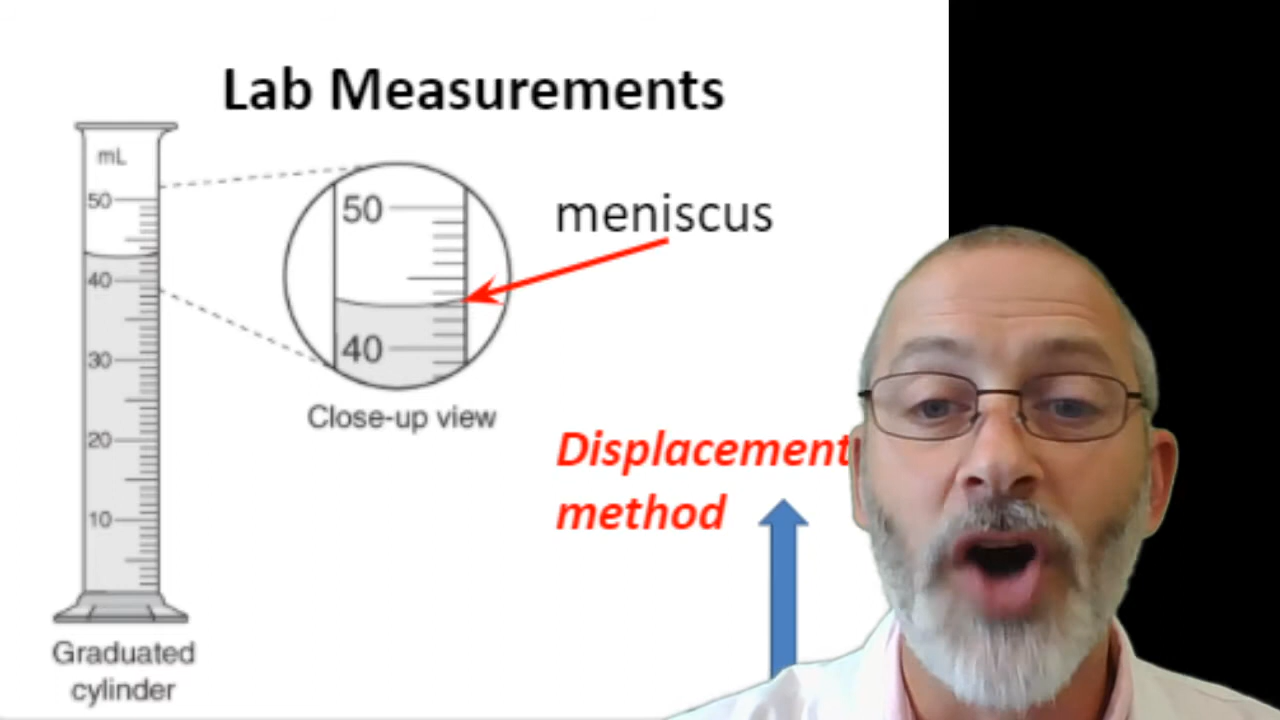 Lab Measurements
mL
50
40
30
20
10
Graduated
cylinder
50
40
Close-up view
meniscus
Displacement
method